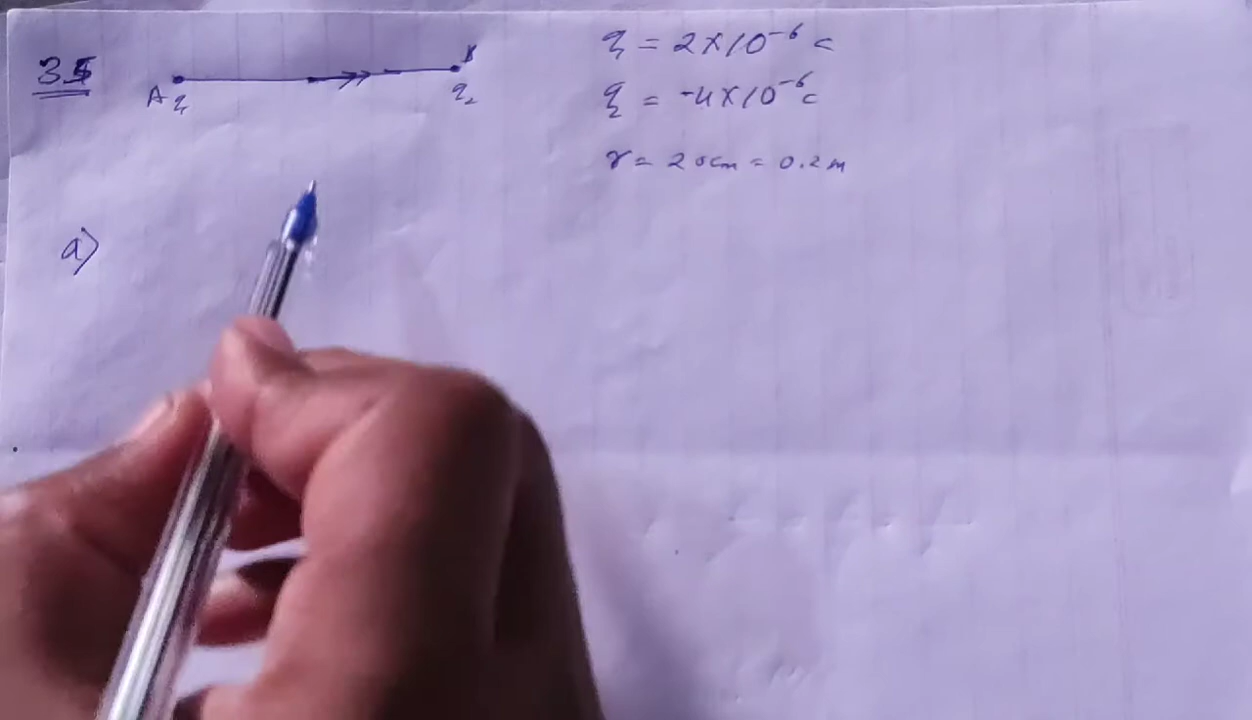 35
A q₁ q₂ B
q₁ = 2×10⁻⁶ c
q₂ = -4×10⁻⁶ c
r = 20cm = 0.2m
a)